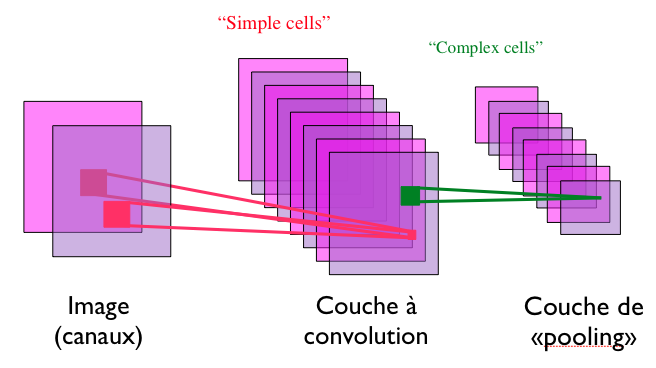 “Simple cells”
“Complex cells”
Image
(canaux)
Couche à
convolution
Couche de
«pooling»